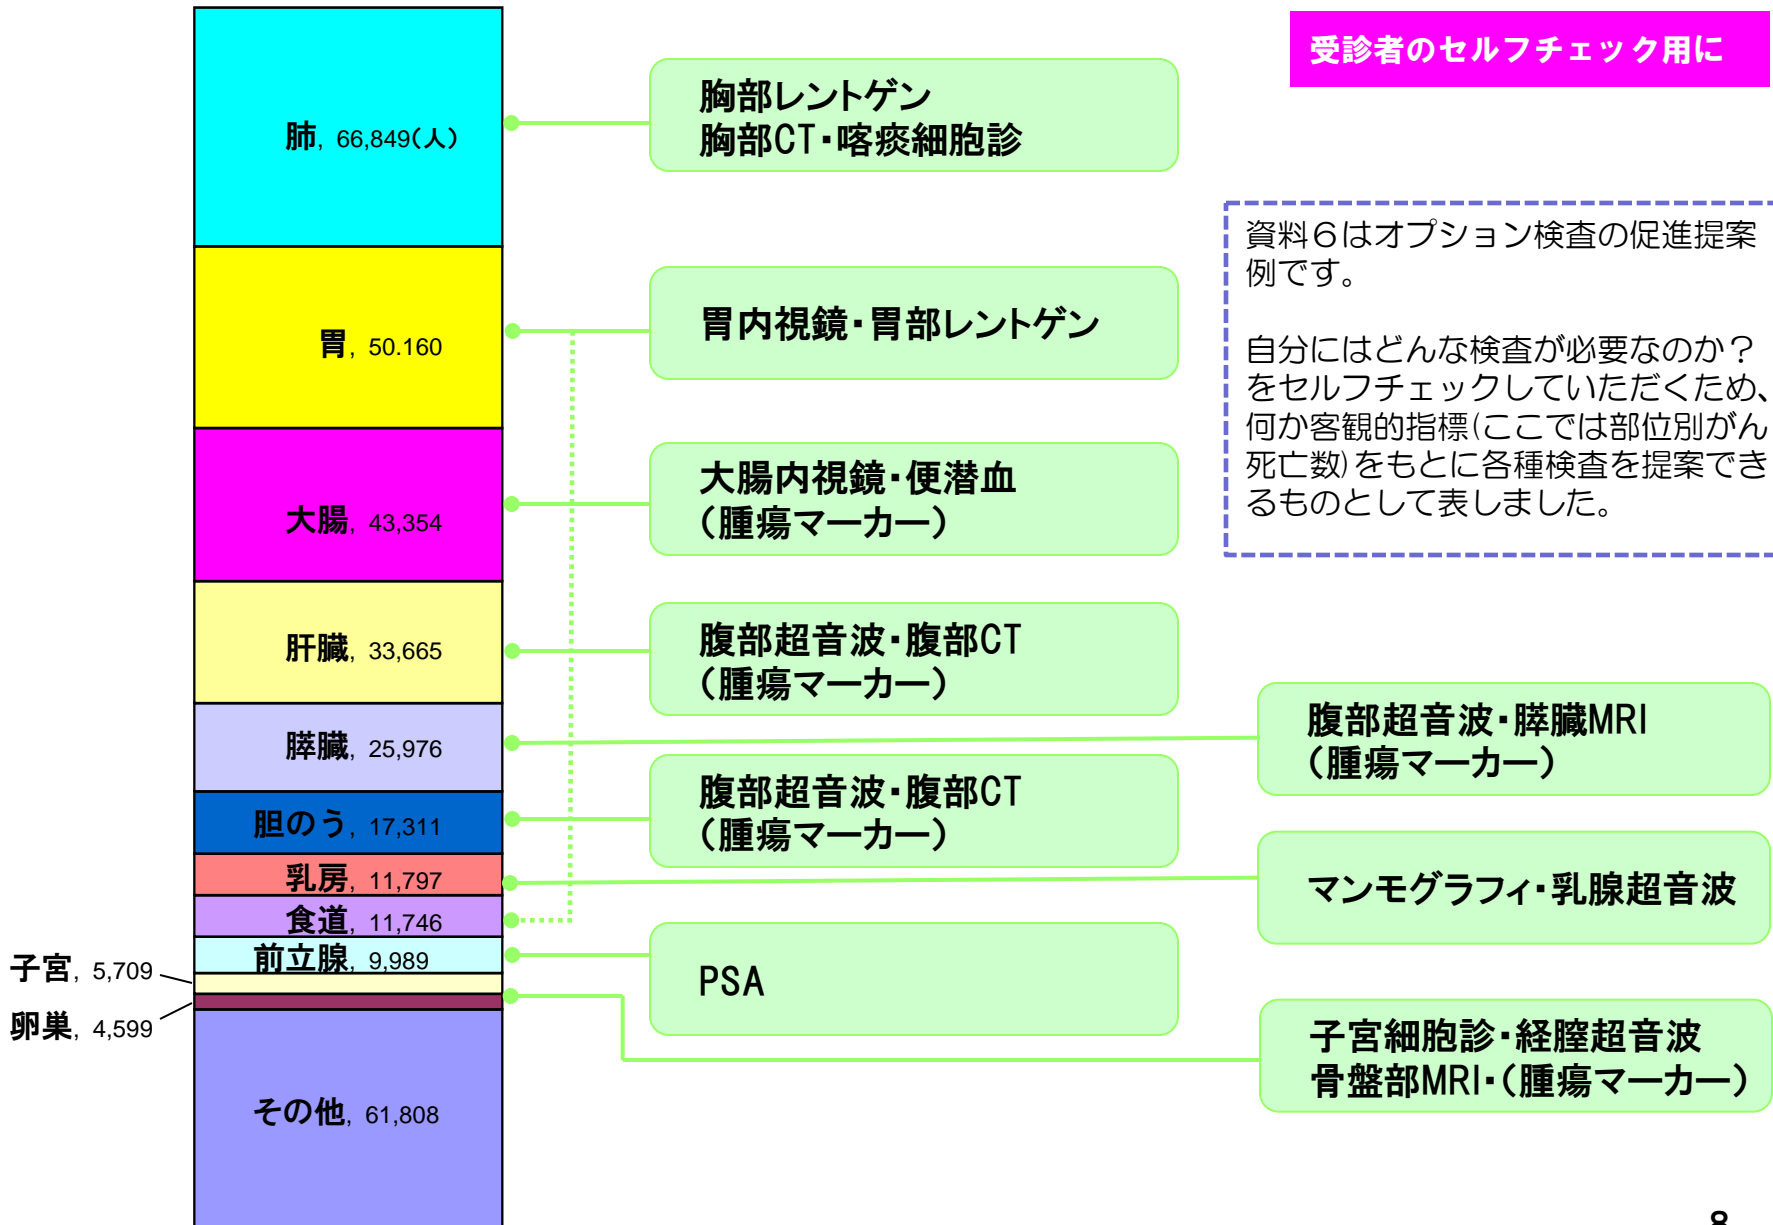 受診者のセルフチェック用に
肺, 66,849(人)
胸部レントゲン
胸部CT・喀痰細胞診
資料６はオプション検査の促進提案
例です。
自分にはどんな検査が必要なのか？
をセルフチェックしていただくため、
何か客観的指標(ここでは部位別がん
死亡数)をもとに各種検査を提案でき
るものとして表しました。
胃, 50.160
胃内視鏡・胃部レントゲン
大腸, 43,354
大腸内視鏡・便潜血
（腫瘍マーカー）
肝臓, 33,665
腹部超音波・腹部CT
（腫瘍マーカー）
膵臓, 25,976
腹部超音波・膵臓MRI
（腫瘍マーカー）
胆のう, 17,311
腹部超音波・腹部CT
（腫瘍マーカー）
乳房, 11,797
マンモグラフィ・乳腺超音波
食道, 11,746
前立腺, 9,989
PSA
子宮, 5,709
卵巣, 4,599
子宮細胞診・経膣超音波
骨盤部MRI・（腫瘍マーカー）
その他, 61,808